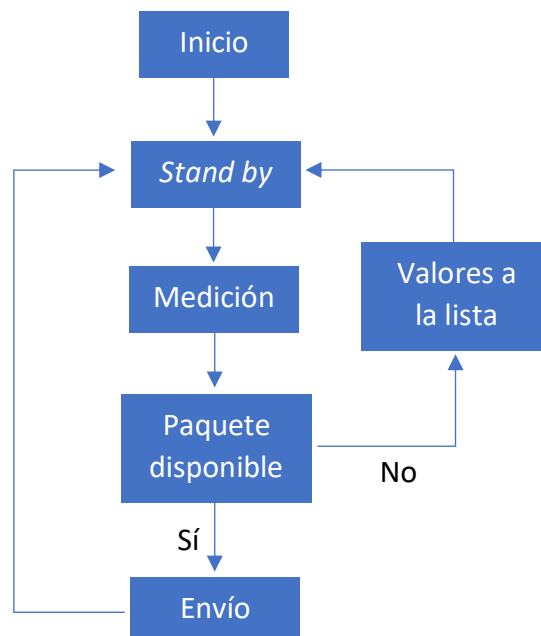 Inicio
Stand by
Medición
Valores a
la lista
Paquete
disponible
No
Sí
Envío